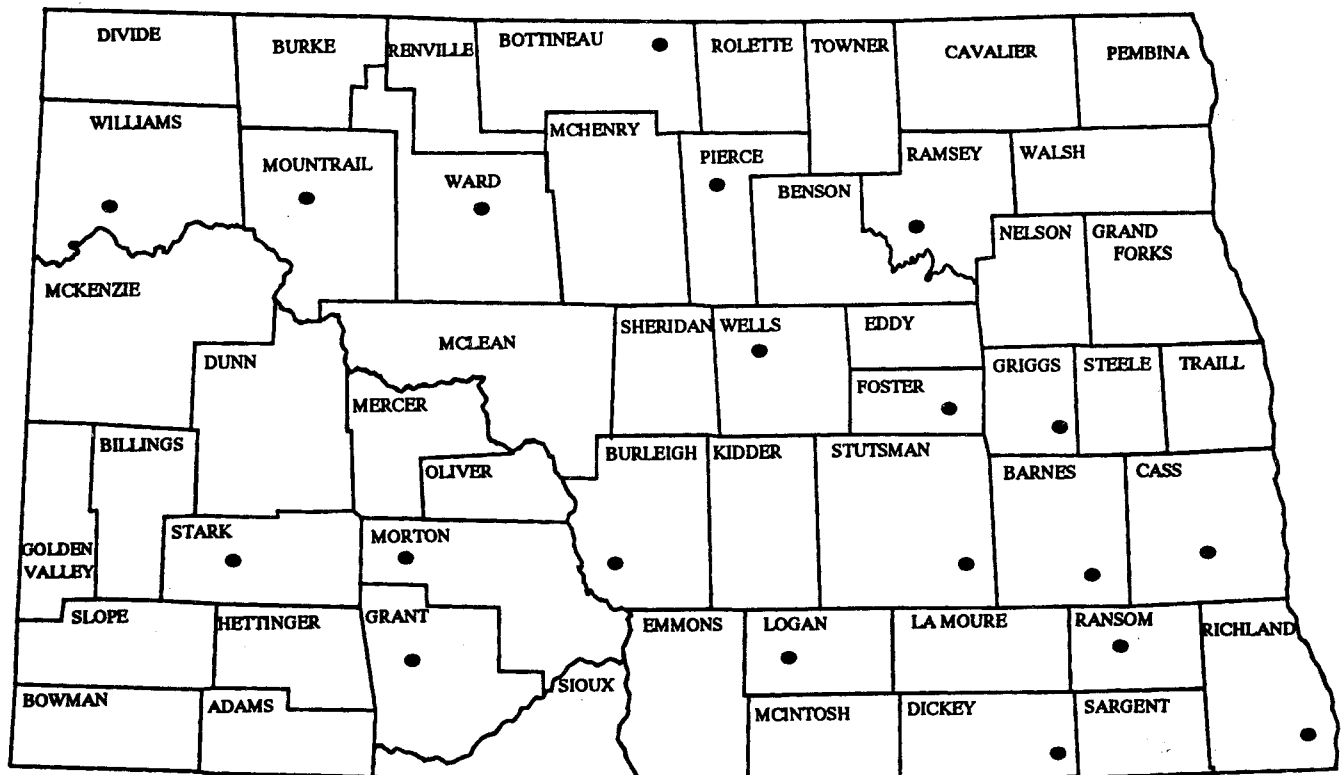 DIVIDE
BURKE
RENVILLE
BOTTINEAU
ROLETTE
TOWNER
CAVALIER
PEMBINA
WILLIAMS
MOUNTRAIL
WARD
MCHENRY
PIERCE
BENSON
RAMSEY
WALSH
NELSON
GRAND
FORKS
MCKENZIE
DUNN
MCLEAN
SHERIDAN
WELLS
EDDY
FOSTER
GRIGGS
STEELE
TRAILL
MERCER
OLIVER
BILLINGS
GOLDEN
VALLEY
STARK
MORTON
BURLEIGH
KIDDER
STUTSMAN
BARNES
CASS
SLOPE
HETTINGER
GRANT
SIOUX
EMMONS
LOGAN
LA MOURE
RANSOM
RICHLAND
BOWMAN
ADAMS
MCINTOSH
DICKEY
SARGENT